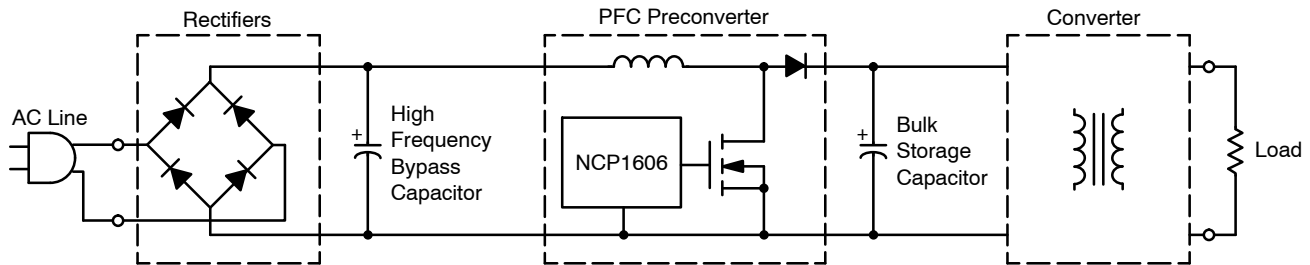 Rectifiers
PFC Preconverter
Converter
AC Line
+
High
Frequency
Bypass
Capacitor
NCP1606
+
Bulk
Storage
Capacitor
Load